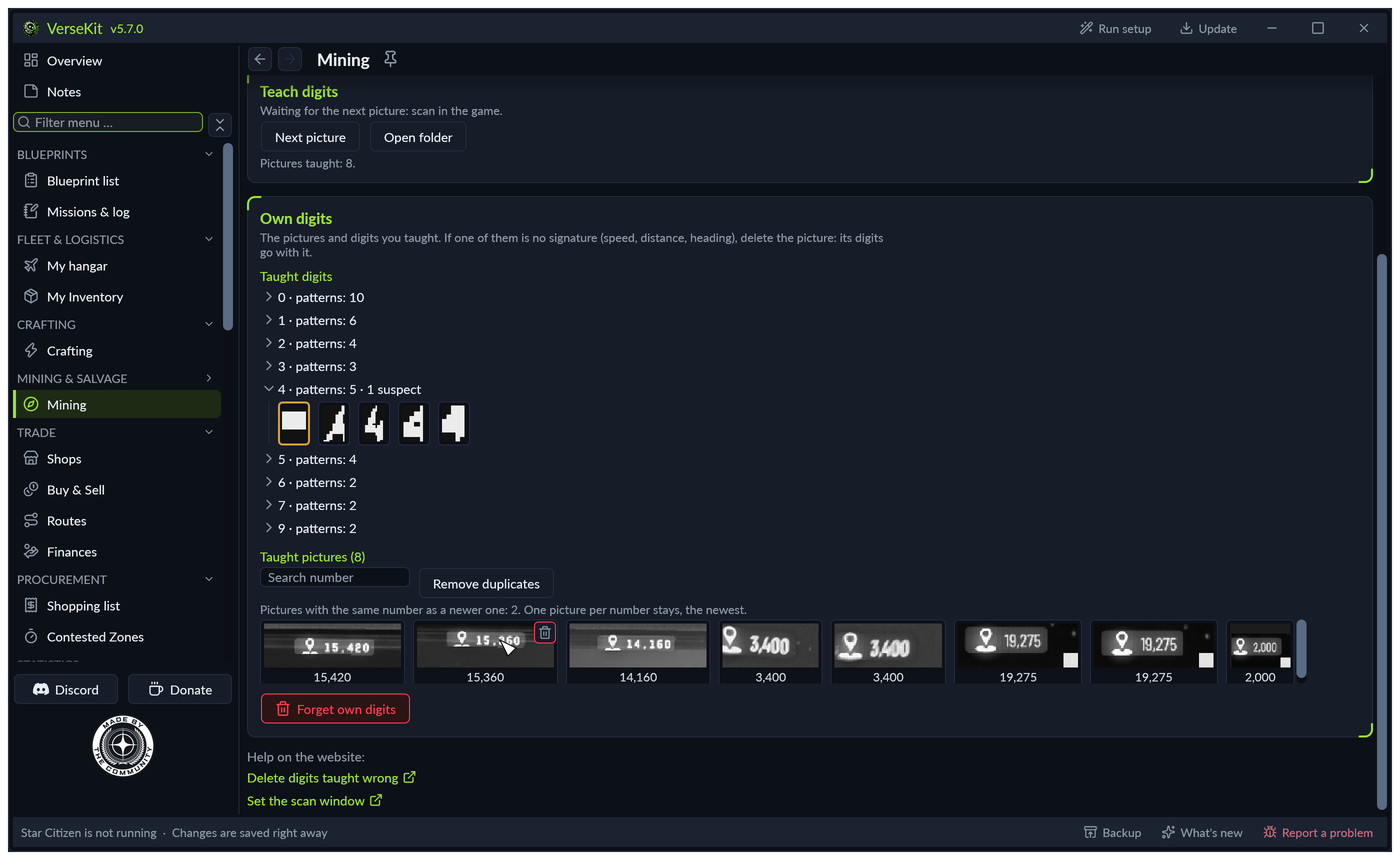 VerseKit v5.7.0
Run setup
Update
Overview
Notes
Filter menu ...
BLUEPRINTS
Blueprint list
Missions & log
FLEET & LOGISTICS
My hangar
My Inventory
CRAFTING
Crafting
MINING & SALVAGE
Mining
TRADE
Shops
Buy & Sell
Routes
Finances
PROCUREMENT
Shopping list
Contested Zones
Discord
Donate
MADE BY
THE COMMUNITY
Mining
Teach digits
Waiting for the next picture: scan in the game.
Next picture
Open folder
Pictures taught: 8.
Own digits
The pictures and digits you taught. If one of them is no signature (speed, distance, heading), delete the picture: its digits
go with it.
Taught digits
0 · patterns: 10
1 · patterns: 6
2 · patterns: 4
3 · patterns: 3
4 · patterns: 5 · 1 suspect
5 · patterns: 4
6 · patterns: 2
7 · patterns: 2
9 · patterns: 2
Taught pictures (8)
Search number
Remove duplicates
Pictures with the same number as a newer one: 2. One picture per number stays, the newest.
15,420 15,360 14,160 3,400 3,400 19,275 19,275 2,000
15,420 15,360 14,160 3,400 3,400 19,275 19,275 2,000
Forget own digits
Help on the website:
Delete digits taught wrong
Set the scan window
Star Citizen is not running · Changes are saved right away
Backup
What's new
Report a problem